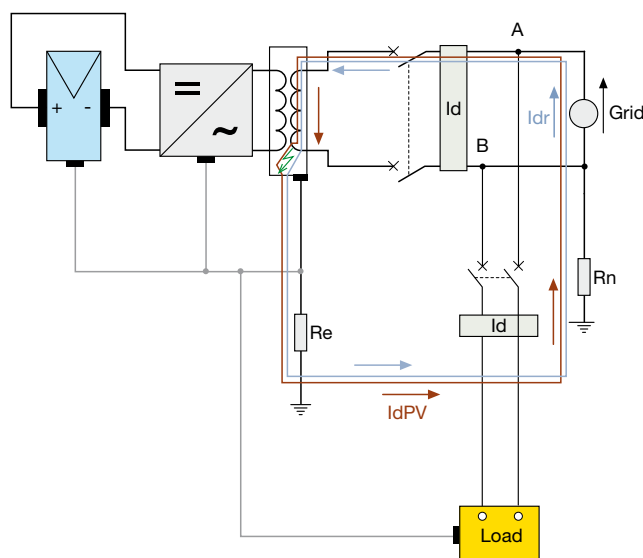 A
+ -
= ~
Id
Idr
Grid
B
Rn
Id
Re
IdPV
Load